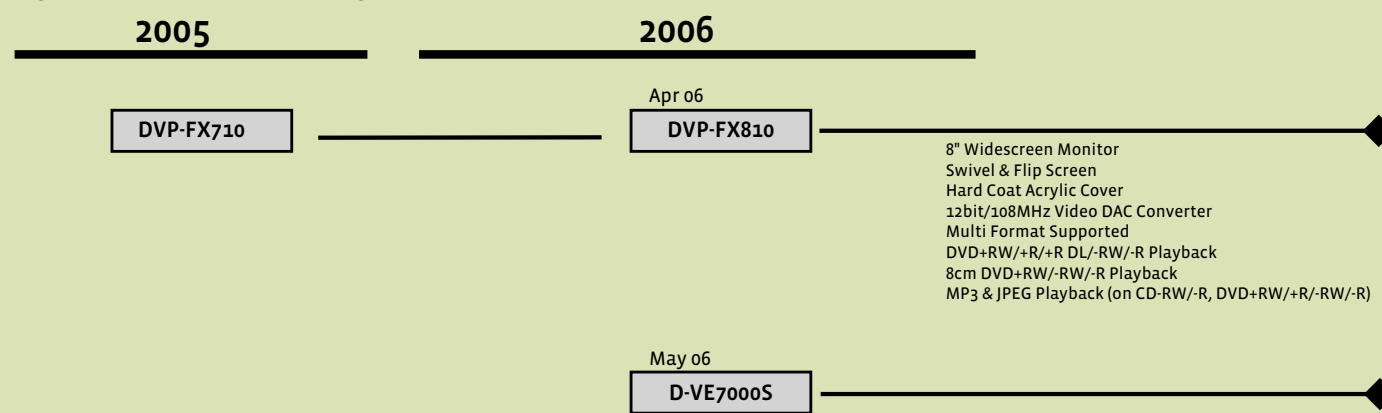 2005
2006
Apr 06
DVP-FX710
DVP-FX810
8" Widescreen Monitor
Swivel & Flip Screen
Hard Coat Acrylic Cover
12bit/108MHz Video DAC Converter
Multi Format Supported
DVD+RW/+R/+R DL/-RW/-R Playback
8cm DVD+RW/-RW/-R Playback
MP3 & JPEG Playback (on CD-RW/-R, DVD+RW/+R/-RW/-R)
May 06
D-VE7000S